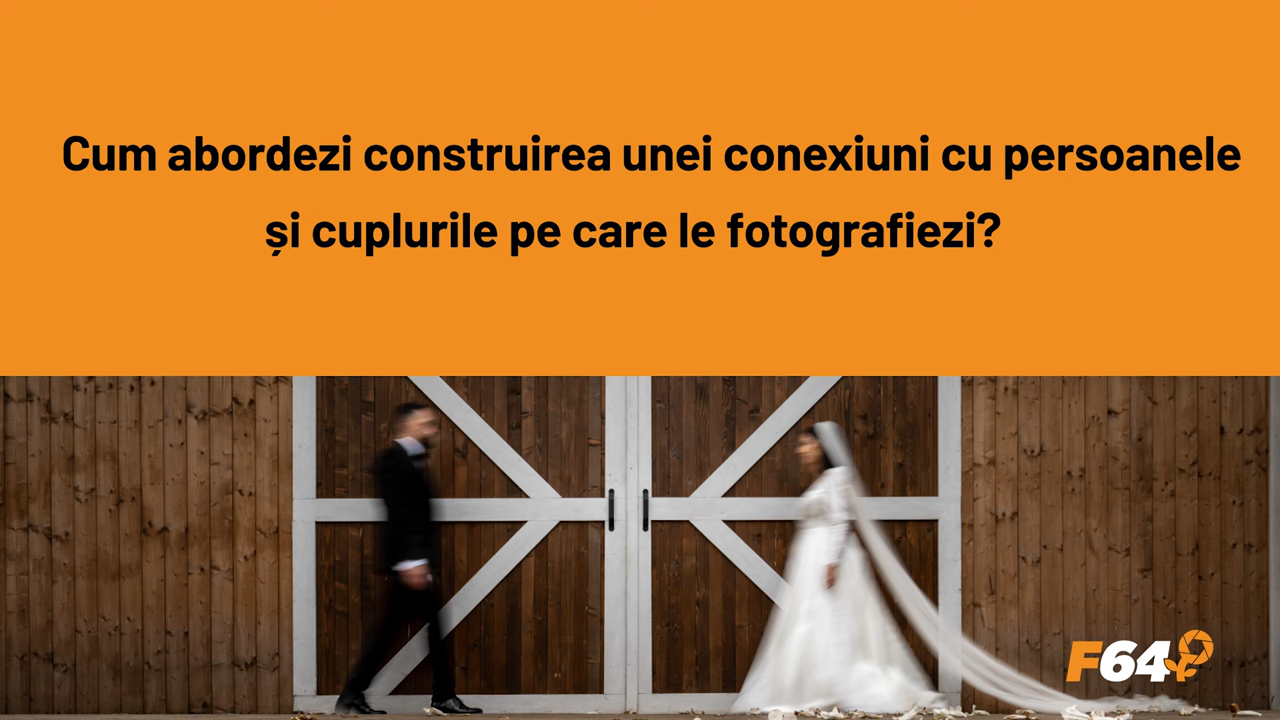 Cum abordezi construirea unei conexiuni cu persoanele
și cuplurile pe care le fotografiezi?
F64